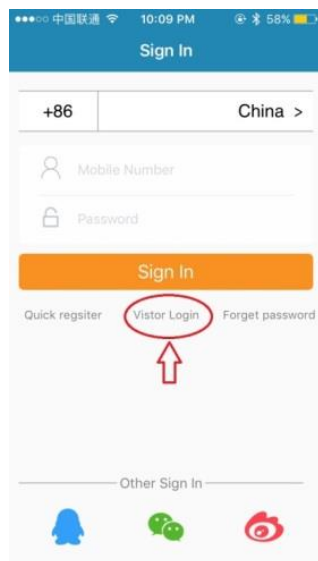 中国联通 10:09 PM 58%
Sign In
+86 China >
Mobile Number
Password
Sign In
Quick regsiter Vistor Login Forget password
Other Sign In